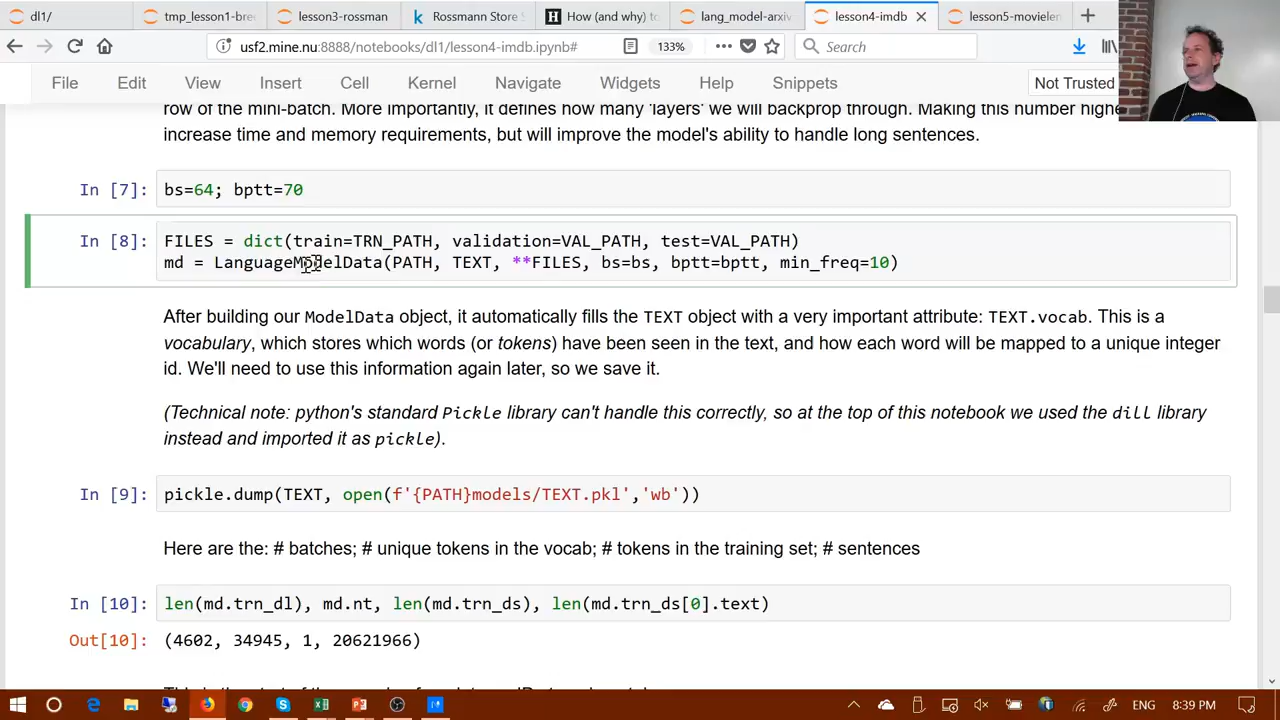 dl1/
tmp_lesson1-bree
lesson3-rossman
Rossmann Store S
How (and why) to
lang_model-arxiv
lesson4-imdb
lesson5-movielen
usf2.mine.nu:8888/notebooks/dl1/lesson4-imdb.ipynb#
133%
Search
File Edit View Insert Cell Kernel Navigate Widgets Help Snippets Not Trusted
row of the mini-batch. More importantly, it defines how many 'layers' we will backprop through. Making this number highe
increase time and memory requirements, but will improve the model's ability to handle long sentences.
In [7]: bs=64; bptt=70
In [8]: FILES = dict(train=TRN_PATH, validation=VAL_PATH, test=VAL_PATH)
md = LanguageModelData(PATH, TEXT, **FILES, bs=bs, bptt=bptt, min_freq=10)
After building our ModelData object, it automatically fills the TEXT object with a very important attribute: TEXT.vocab. This is a
vocabulary, which stores which words (or tokens) have been seen in the text, and how each word will be mapped to a unique integer
id. We'll need to use this information again later, so we save it.
(Technical note: python's standard Pickle library can't handle this correctly, so at the top of this notebook we used the dill library
instead and imported it as pickle).
In [9]: pickle.dump(TEXT, open(f'{PATH}models/TEXT.pkl','wb'))
Here are the: # batches; # unique tokens in the vocab; # tokens in the training set; # sentences
In [10]: len(md.trn_dl), md.nt, len(md.trn_ds), len(md.trn_ds[0].text)
Out[10]: (4602, 34945, 1, 20621966)
ENG 8:39 PM